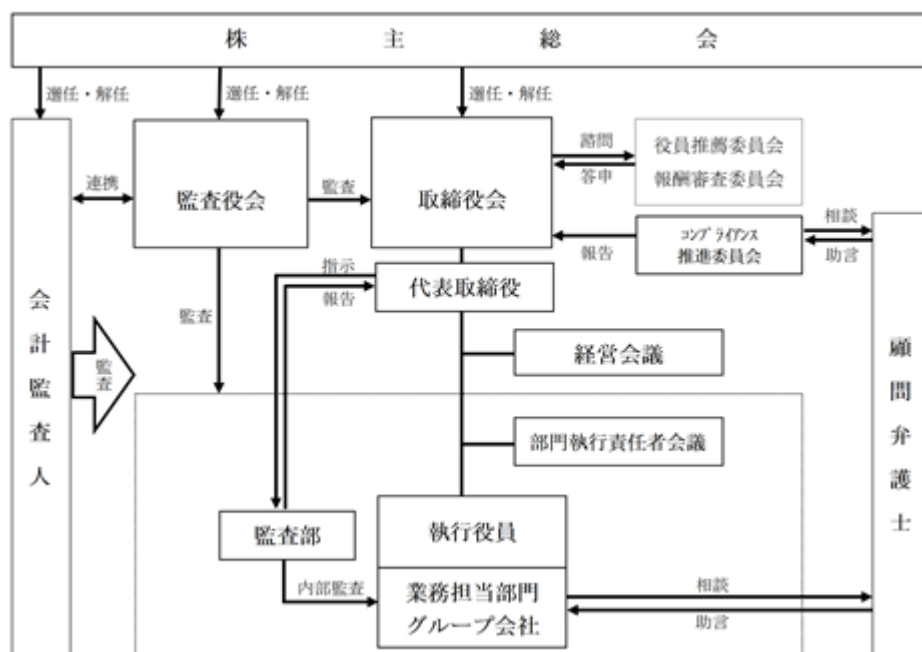 株主総会
選任・解任
選任・解任
選任・解任
監査役会
取締役会
連携
監査
諮問
答申
役員推薦委員会
報酬審査委員会
報告
コンプライアンス
推進委員会
相談
助言
指示
報告
代表取締役
監査
経営会議
会計監査人
監査
顧問弁護士
部門執行責任者会議
監査部
執行役員
内部監査
業務担当部門
グループ会社
相談
助言